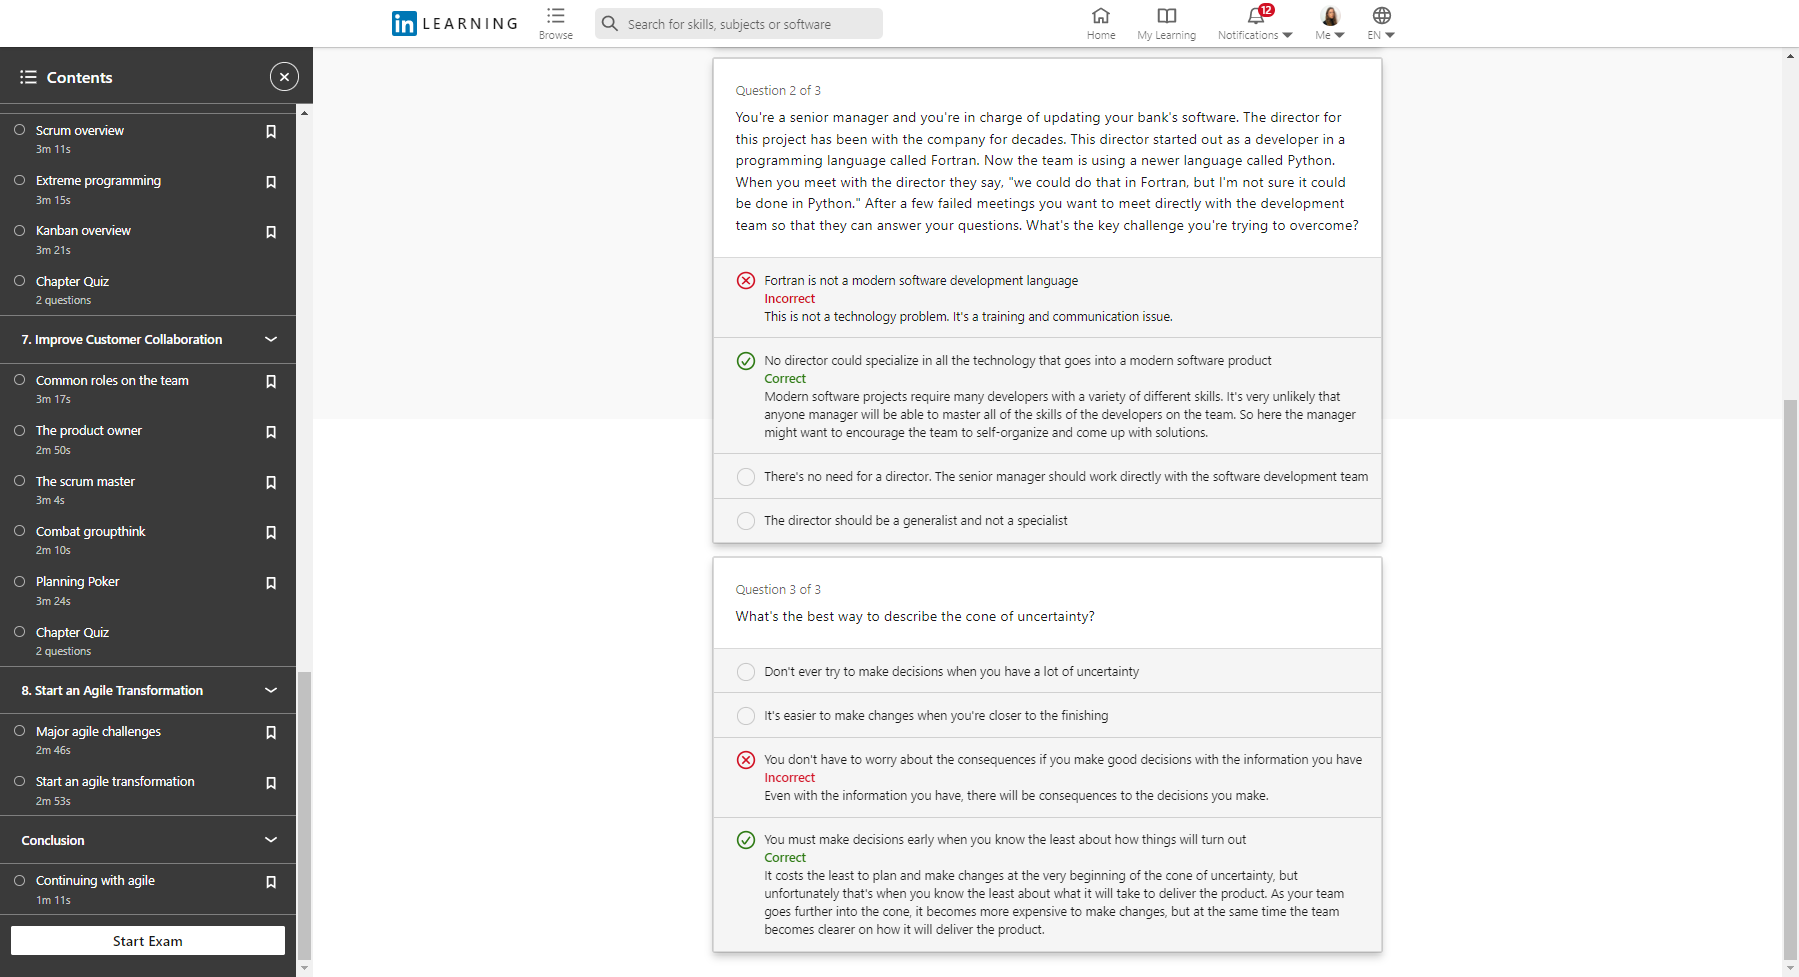 in LEARNING
Browse
Search for skills, subjects or software
Home
My Learning
12
Notifications
Me
EN
Contents
Scrum overview
3m 11s
Extreme programming
3m 15s
Kanban overview
3m 21s
Chapter Quiz
2 questions
7. Improve Customer Collaboration
Common roles on the team
3m 17s
The product owner
2m 50s
The scrum master
3m 4s
Combat groupthink
2m 10s
Planning Poker
3m 24s
Chapter Quiz
2 questions
8. Start an Agile Transformation
Major agile challenges
2m 46s
Start an agile transformation
2m 53s
Conclusion
Continuing with agile
1m 11s
Start Exam
Question 2 of 3
You're a senior manager and you're in charge of updating your bank's software. The director for
this project has been with the company for decades. This director started out as a developer in a
programming language called Fortran. Now the team is using a newer language called Python.
When you meet with the director they say, "we could do that in Fortran, but I'm not sure it could
be done in Python." After a few failed meetings you want to meet directly with the development
team so that they can answer your questions. What's the key challenge you're trying to overcome?
Fortran is not a modern software development language
Incorrect
This is not a technology problem. It's a training and communication issue.
No director could specialize in all the technology that goes into a modern software product
Correct
Modern software projects require many developers with a variety of different skills. It's very unlikely that
anyone manager will be able to master all of the skills of the developers on the team. So here the manager
might want to encourage the team to self-organize and come up with solutions.
There's no need for a director. The senior manager should work directly with the software development team
The director should be a generalist and not a specialist
Question 3 of 3
What's the best way to describe the cone of uncertainty?
Don't ever try to make decisions when you have a lot of uncertainty
It's easier to make changes when you're closer to the finishing
You don't have to worry about the consequences if you make good decisions with the information you have
Incorrect
Even with the information you have, there will be consequences to the decisions you make.
You must make decisions early when you know the least about how things will turn out
Correct
It costs the least to plan and make changes at the very beginning of the cone of uncertainty, but
unfortunately that's when you know the least about what it will take to deliver the product. As your team
goes further into the cone, it becomes more expensive to make changes, but at the same time the team
becomes clearer on how it will deliver the product.